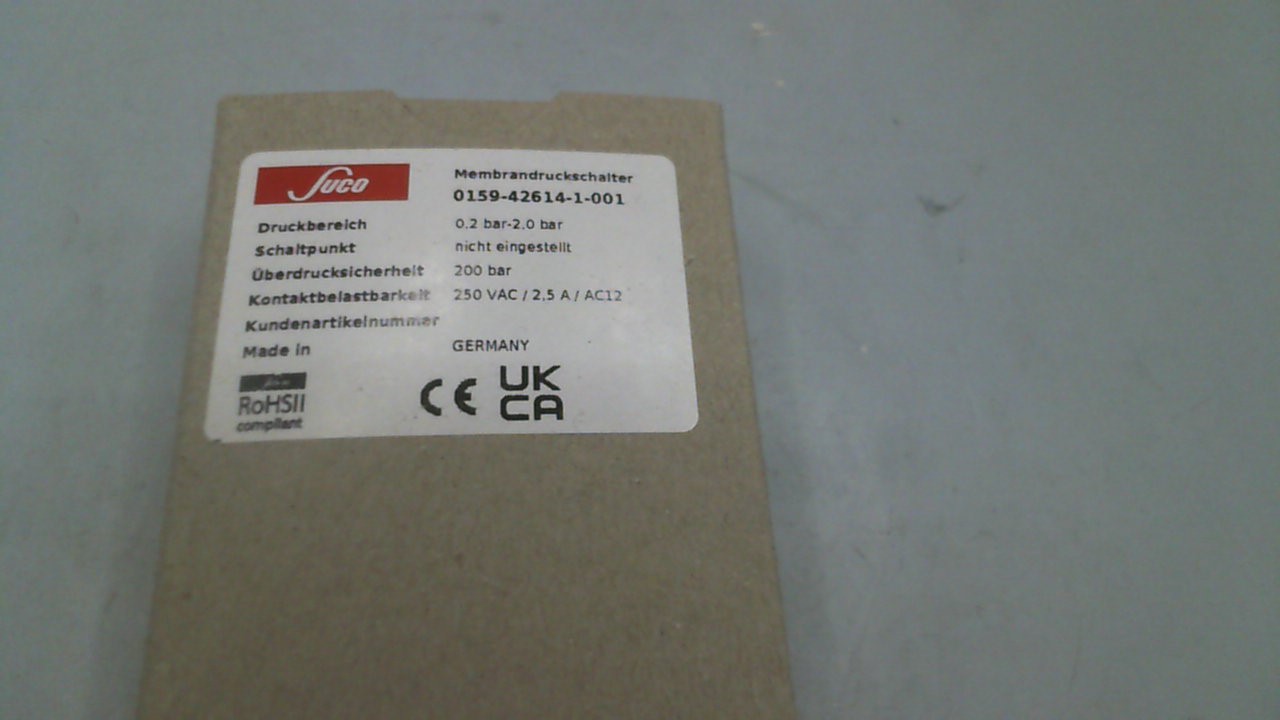 Suco
Membrandruckschalter
0159-42614-1-001
Druckbereich 0,2 bar-2,0 bar
Schaltpunkt nicht eingestellt
Überdrucksicherheit 200 bar
Kontaktbelastbarkeit 250 VAC / 2,5 A / AC12
Kundenartikelnummer
Made in GERMANY
RoHSII
compliant
CE
UK
CA